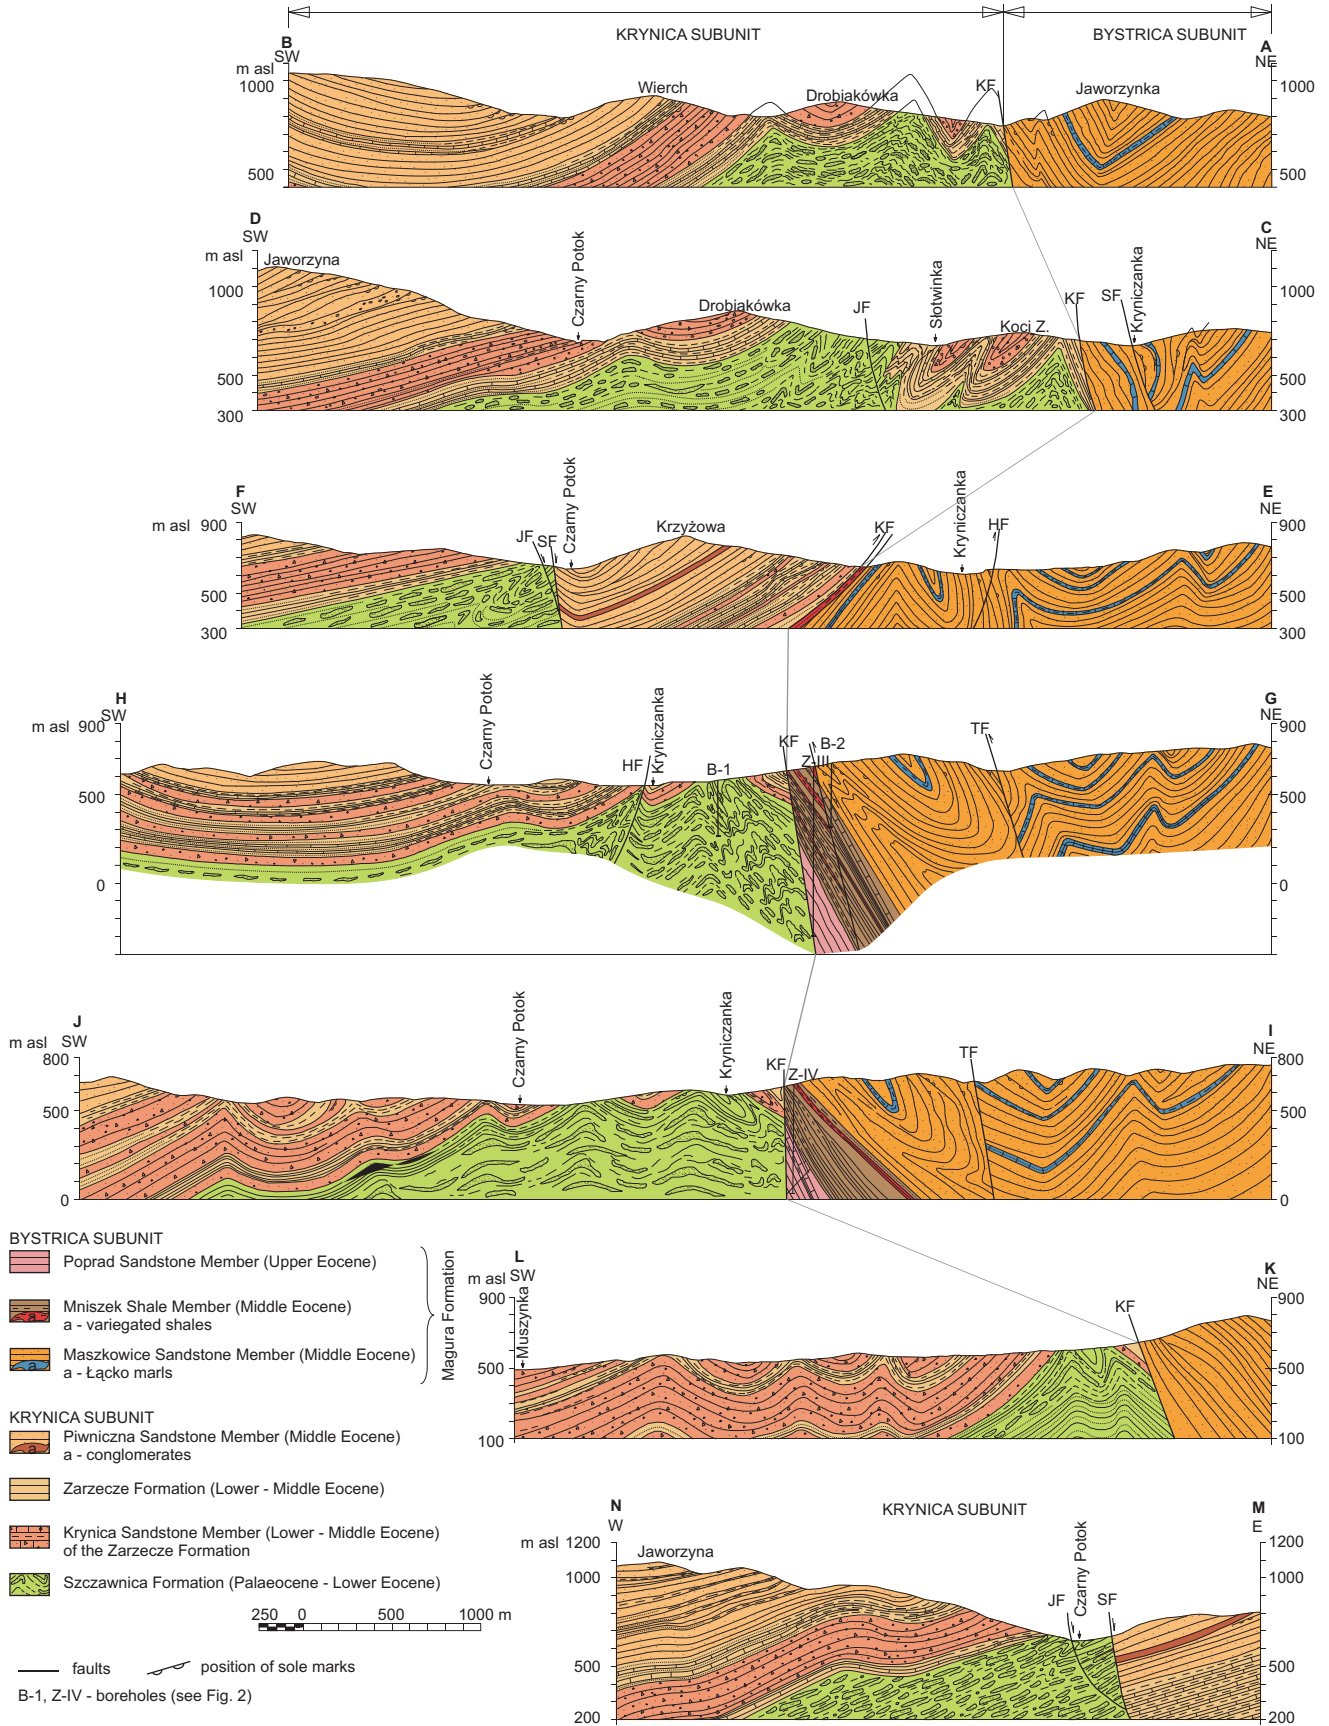 KRYNICA SUBUNIT
BYSTRICA SUBUNIT
B
SW
A
NE
m asl
1000
500
1000
500
Wierch
Drobiakówka
KF
Jaworzynka
D
SW
C
NE
m asl
1000
500
300
1000
500
300
Jaworzyna
Czarny Potok
Drobiakówka
JF
Słotwinka
Koci Z.
KF
SF
Kryniczanka
F
SW
E
NE
m asl
900
500
300
900
500
300
JF
SF
Czarny Potok
Krzyżowa
KF
Kryniczanka
HF
H
SW
G
NE
m asl
900
500
0
900
500
0
Czarny Potok
HF
Kryniczanka
B-1
KF
Z-III
B-2
TF
J
SW
I
NE
m asl
800
500
0
800
500
0
Czarny Potok
Kryniczanka
KF
Z-IV
TF
L
SW
K
NE
m asl
900
500
100
900
500
100
Muszynka
KF
BYSTRICA SUBUNIT
Poprad Sandstone Member (Upper Eocene)
Mniszek Shale Member (Middle Eocene)
a
a - variegated shales
Maszkowice Sandstone Member (Middle Eocene)
a
a - Łącko marls
Magura Formation
KRYNICA SUBUNIT
Piwniczna Sandstone Member (Middle Eocene)
a
a - conglomerates
Zarzecze Formation (Lower - Middle Eocene)
Krynica Sandstone Member (Lower - Middle Eocene)
of the Zarzecze Formation
Szczawnica Formation (Palaeocene - Lower Eocene)
250 0 500 1000 m
faults
position of sole marks
B-1, Z-IV - boreholes (see Fig. 2)
KRYNICA SUBUNIT
N
W
M
E
m asl
1200
1000
500
200
1200
1000
500
200
Jaworzyna
JF
Czarny Potok
SF